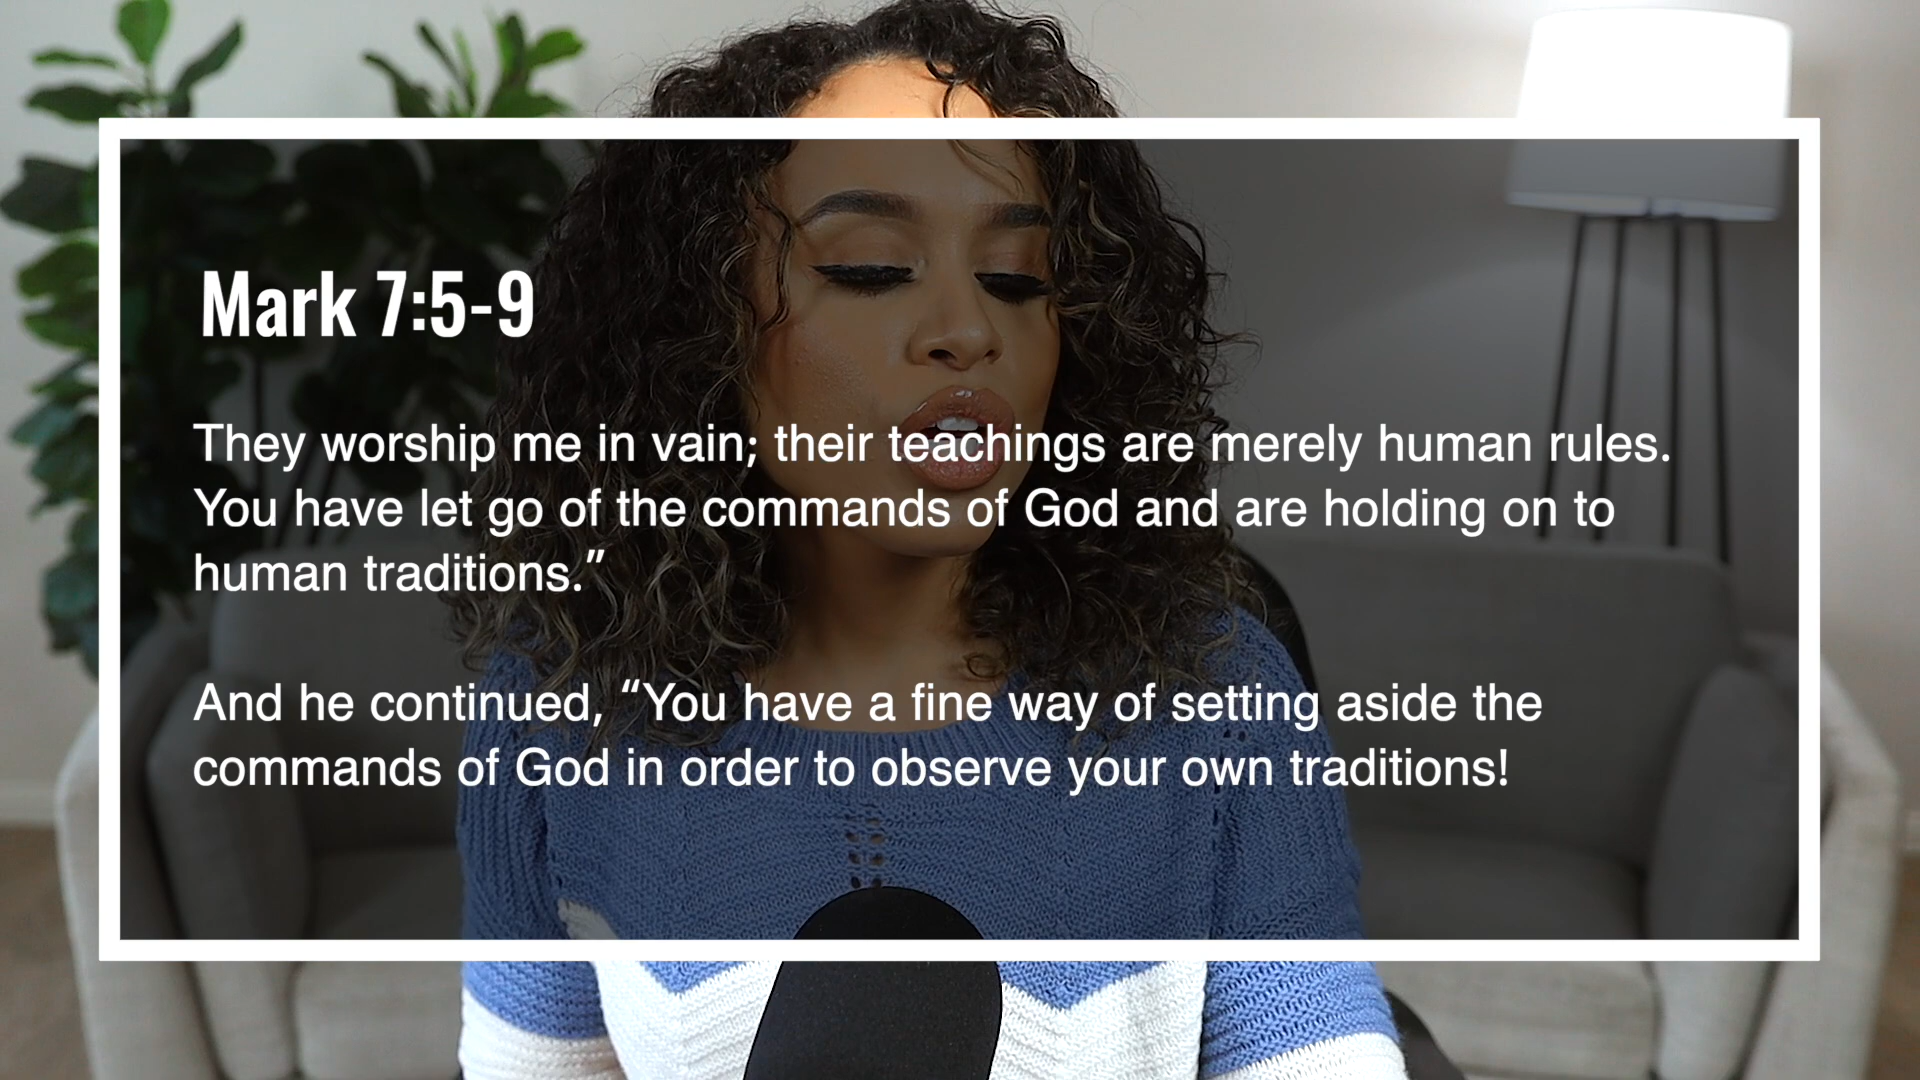 Mark 7:5-9
They worship me in vain; their teachings are merely human rules.
You have let go of the commands of God and are holding on to
human traditions.”
And he continued, “You have a fine way of setting aside the
commands of God in order to observe your own traditions!